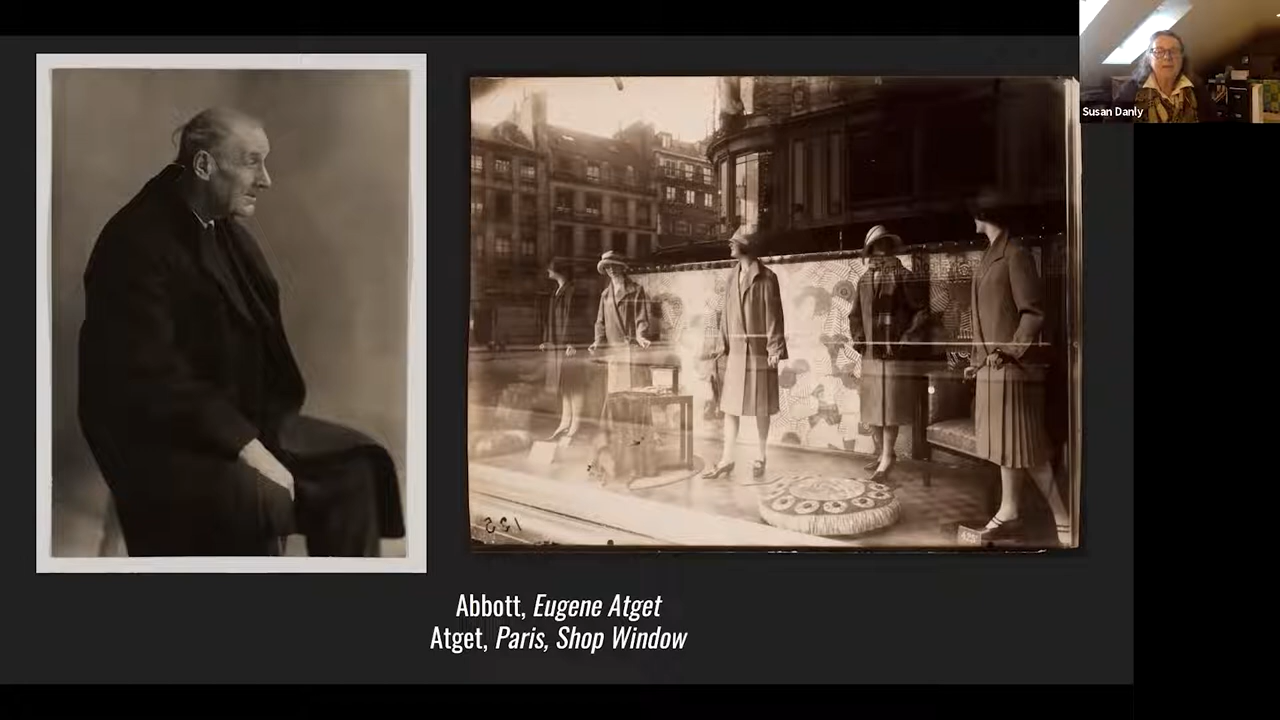 Susan Danly
Abbott, Eugene Atget
Atget, Paris, Shop Window